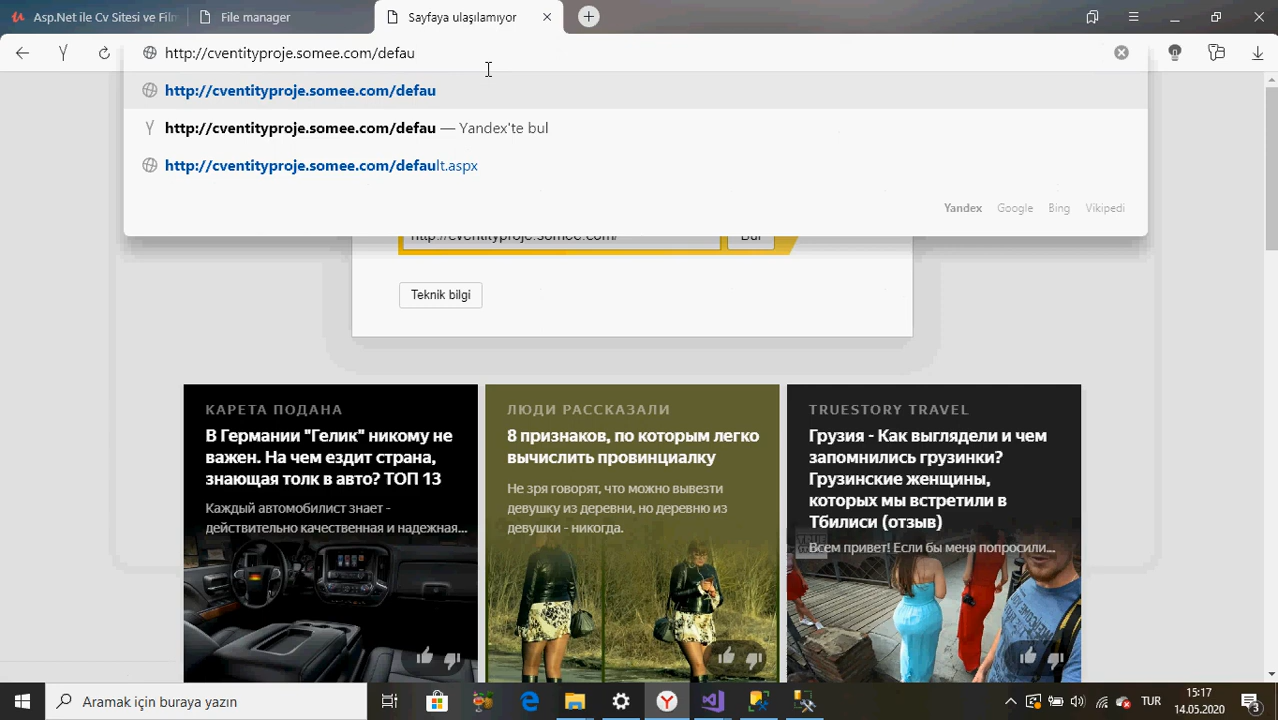 Asp.Net ile Cv Sitesi ve Film
File manager
Sayfaya ulaşılamıyor
http://cventityproje.somee.com/defau
http://cventityproje.somee.com/defau
http://cventityproje.somee.com/defau — Yandex'te bul
http://cventityproje.somee.com/default.aspx
Yandex Google Bing Vikipedi
http://cventityproje.somee.com/
Bul
Teknik bilgi
КАРЕТА ПОДАНА
В Германии "Гелик" никому не
важен. На чем ездит страна,
знающая толк в авто? ТОП 13
Каждый автомобилист знает -
действительно качественная и надежная...
ЛЮДИ РАССКАЗАЛИ
8 признаков, по которым легко
вычислить провинциалку
Не зря говорят, что можно вывезти
девушку из деревни, но деревню из
девушки - никогда.
TRUESTORY TRAVEL
Грузия - Как выглядели и чем
запомнились грузинки?
Грузинские женщины,
которых мы встретили в
Тбилиси (отзыв)
Всем привет! Если бы меня попросили...
Aramak için buraya yazın
TUR
15:17
14.05.2020
3